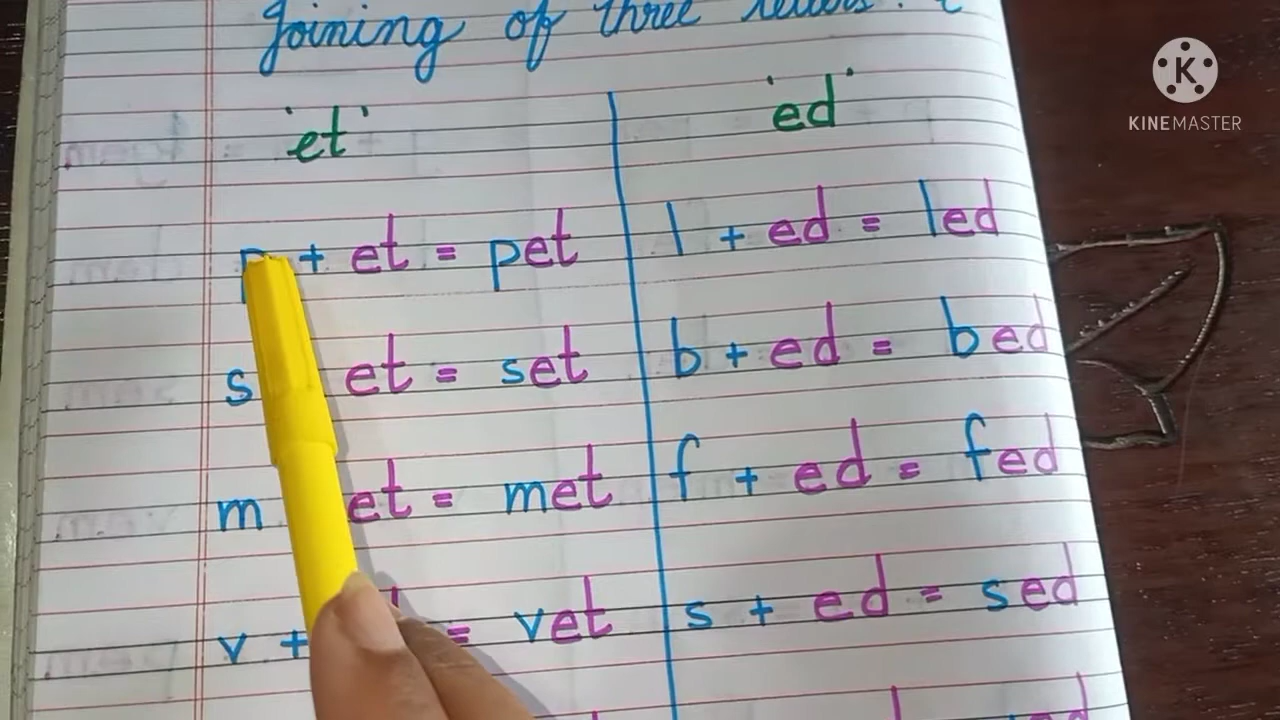 Joining of three letters. e
KINEMASTER
'et'
'ed'
p + et = pet
l + ed = led
s et = set
b + ed = bed
m et = met
f + ed = fed
v + = vet
s + ed = sed